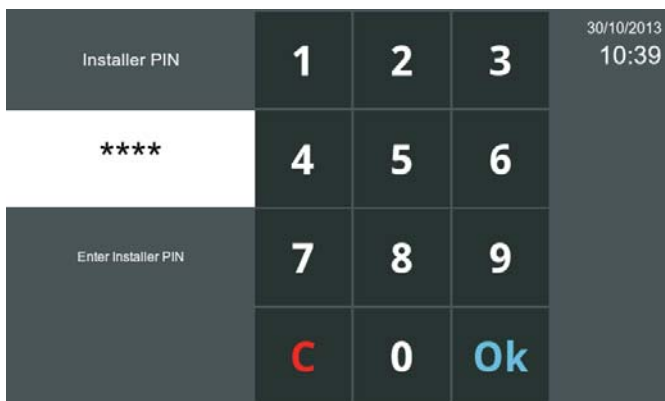 Installer PIN
1 2 3
30/10/2013
10:39
****
4 5 6
Enter Installer PIN
7 8 9
C 0 Ok